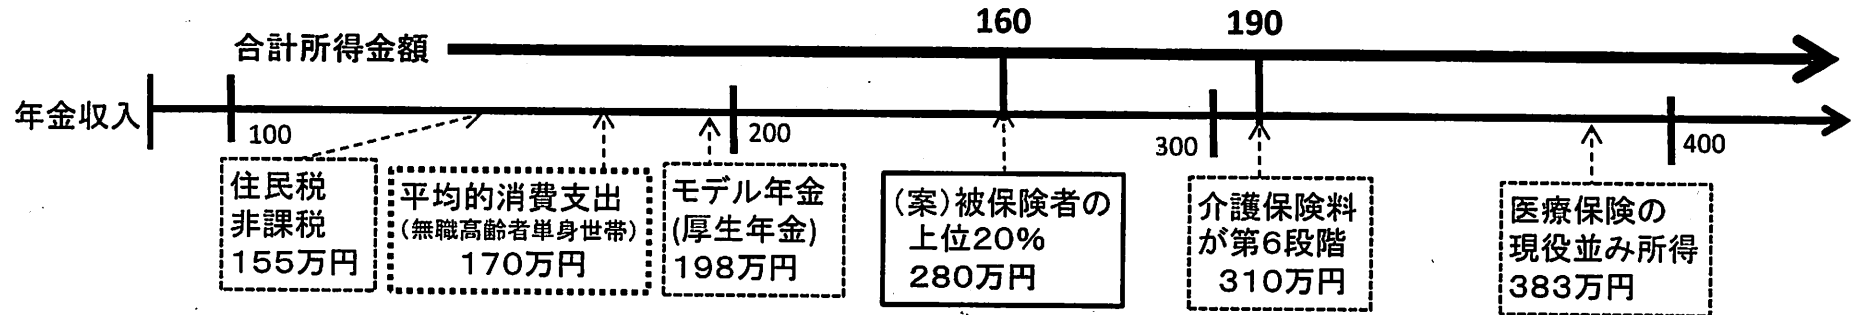 160
190
合計所得金額
年金収入
100
200
300
400
住民税
非課税
155万円
平均的消費支出
（無職高齢者単身世帯）
170万円
モデル年金
(厚生年金)
198万円
（案）被保険者の
上位20％
280万円
介護保険料
が第6段階
310万円
医療保険の
現役並み所得
383万円